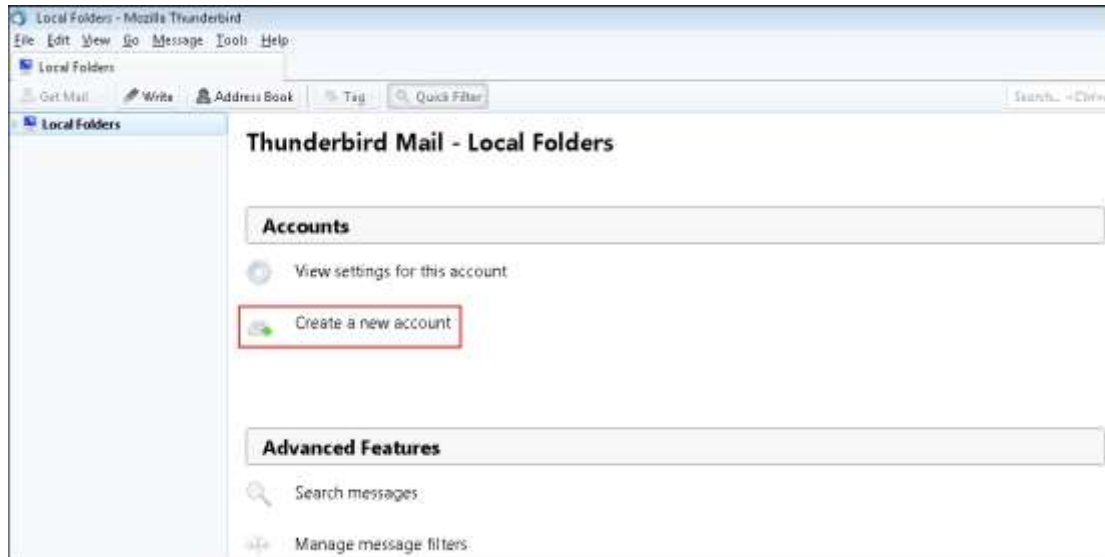 Local Folders - Mozilla Thunderbird
File Edit View Go Message Tools Help
Local Folders
Get Mail Write Address Book Tag Quick Filter Search...
Local Folders
Thunderbird Mail - Local Folders
Accounts
View settings for this account
Create a new account
Advanced Features
Search messages
Manage message filters